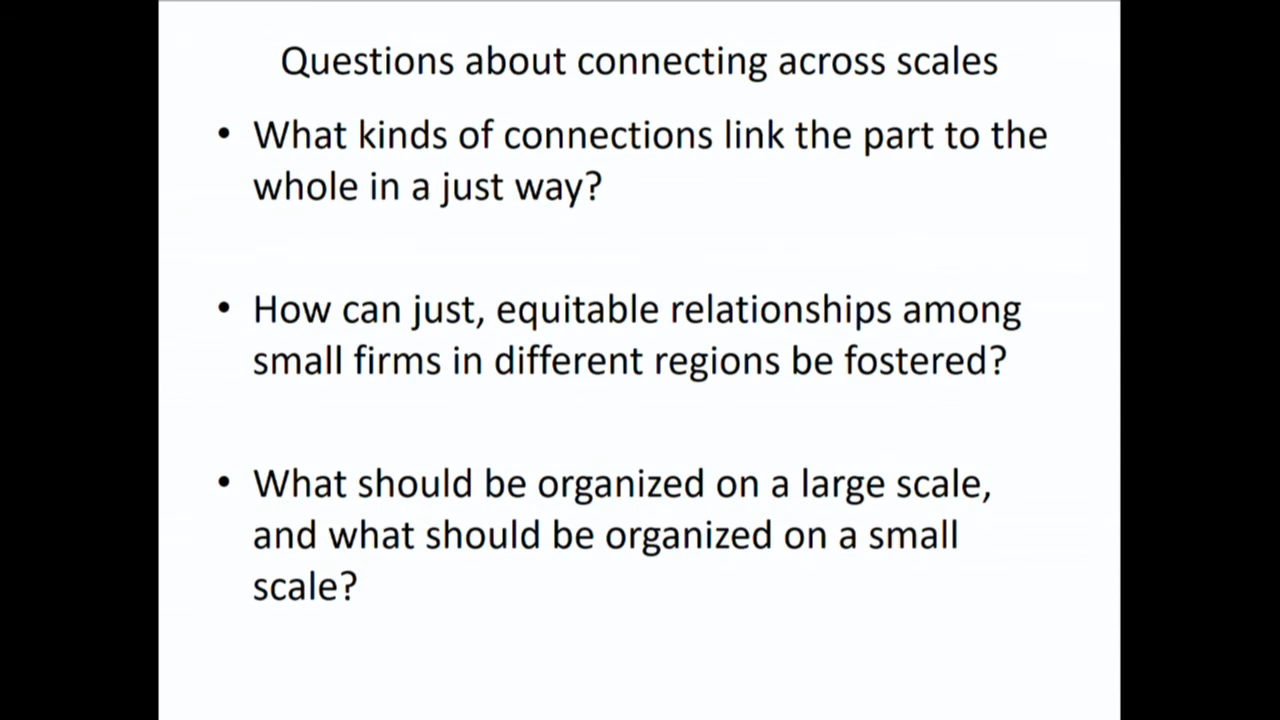 Questions about connecting across scales
• What kinds of connections link the part to the
whole in a just way?
• How can just, equitable relationships among
small firms in different regions be fostered?
• What should be organized on a large scale,
and what should be organized on a small
scale?